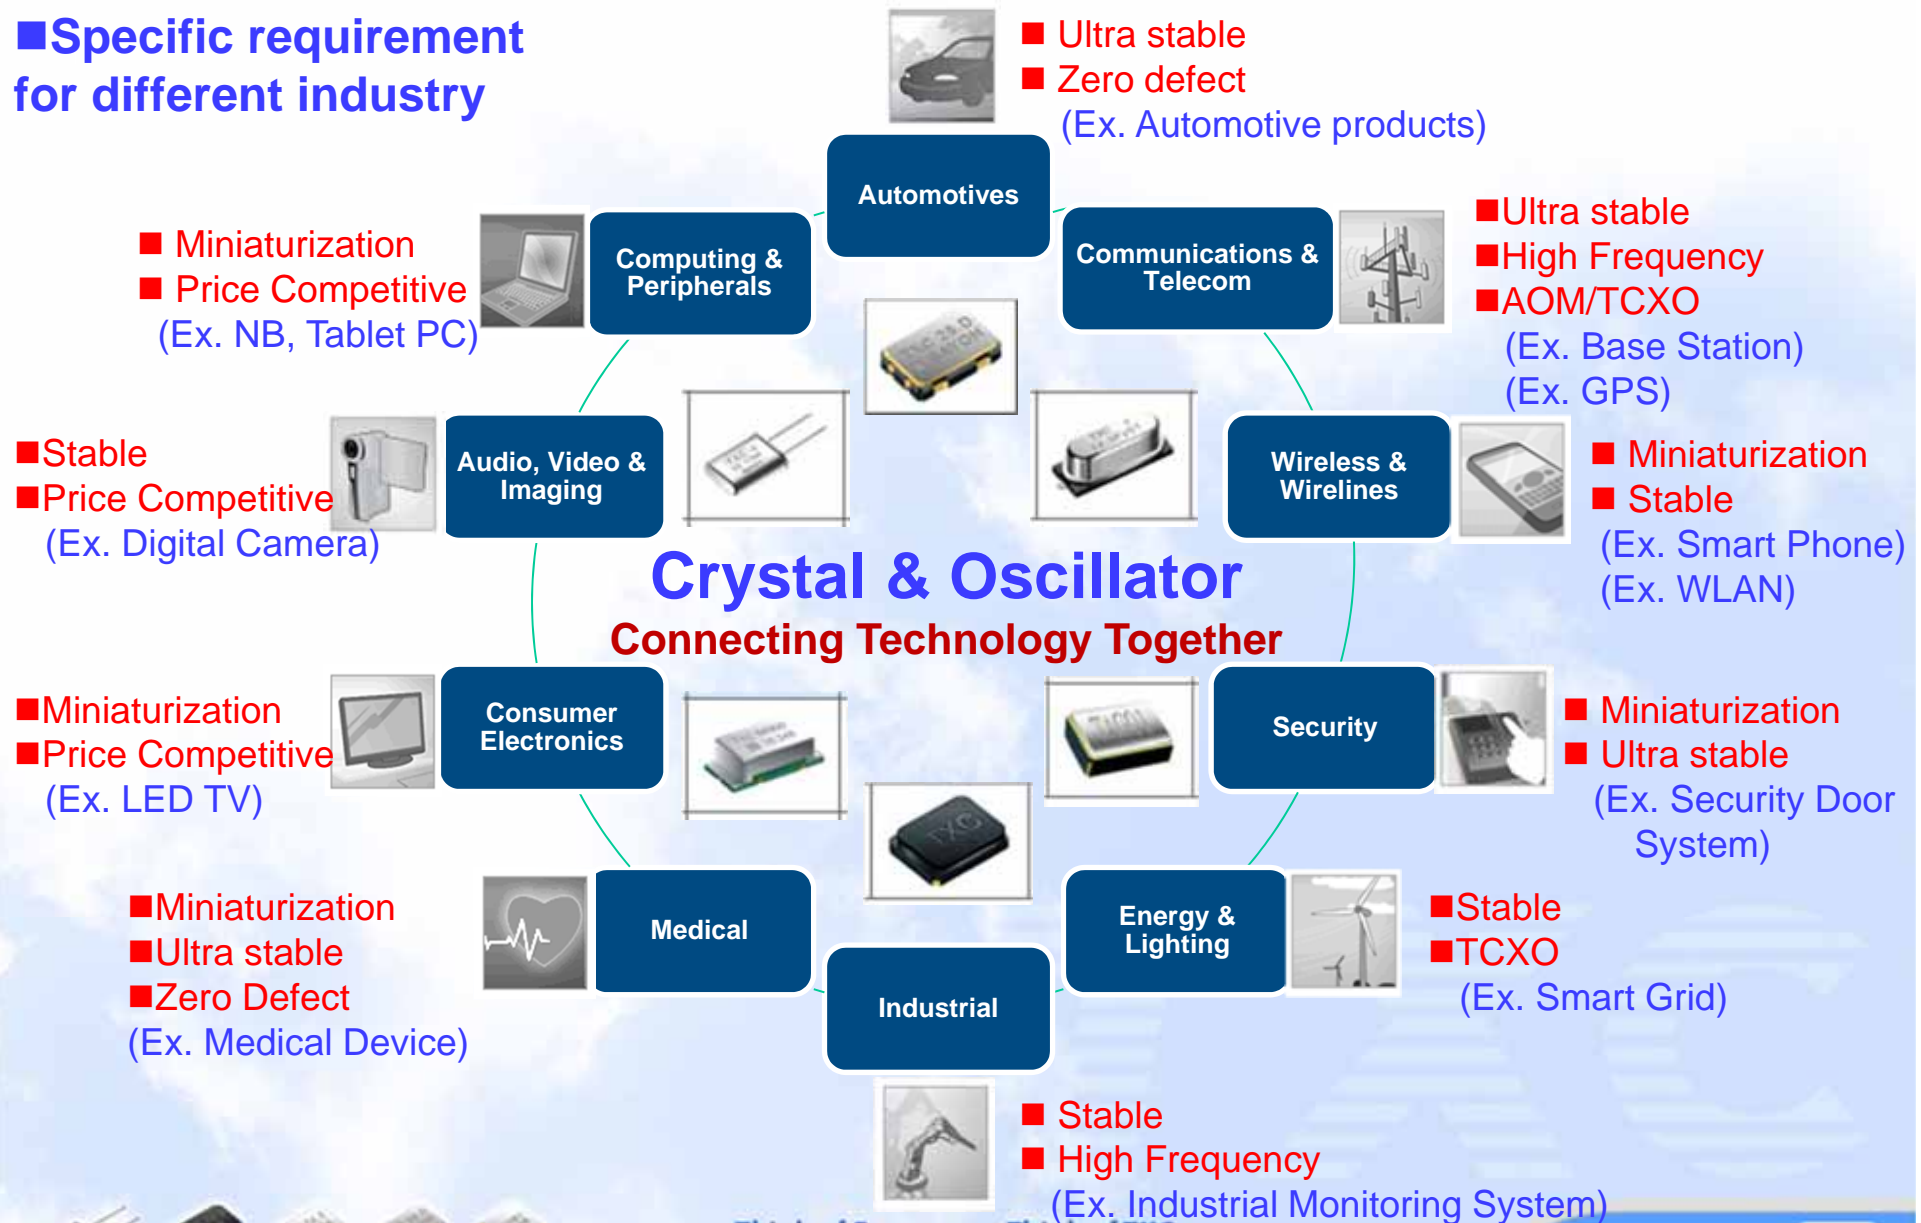 ■Specific requirement
for different industry
■ Ultra stable
■ Zero defect
(Ex. Automotive products)
Automotives
■ Miniaturization
■ Price Competitive
(Ex. NB, Tablet PC)
Computing &
Peripherals
Communications &
Telecom
■Ultra stable
■High Frequency
■AOM/TCXO
(Ex. Base Station)
(Ex. GPS)
■Stable
■Price Competitive
(Ex. Digital Camera)
Audio, Video &
Imaging
Wireless &
Wirelines
■ Miniaturization
■ Stable
(Ex. Smart Phone)
(Ex. WLAN)
Crystal & Oscillator
Connecting Technology Together
■Miniaturization
■Price Competitive
(Ex. LED TV)
Consumer
Electronics
Security
■ Miniaturization
■ Ultra stable
(Ex. Security Door
System)
TXC
■Miniaturization
■Ultra stable
■Zero Defect
(Ex. Medical Device)
Medical
Energy &
Lighting
■Stable
■TCXO
(Ex. Smart Grid)
Industrial
■ Stable
■ High Frequency
(Ex. Industrial Monitoring System)